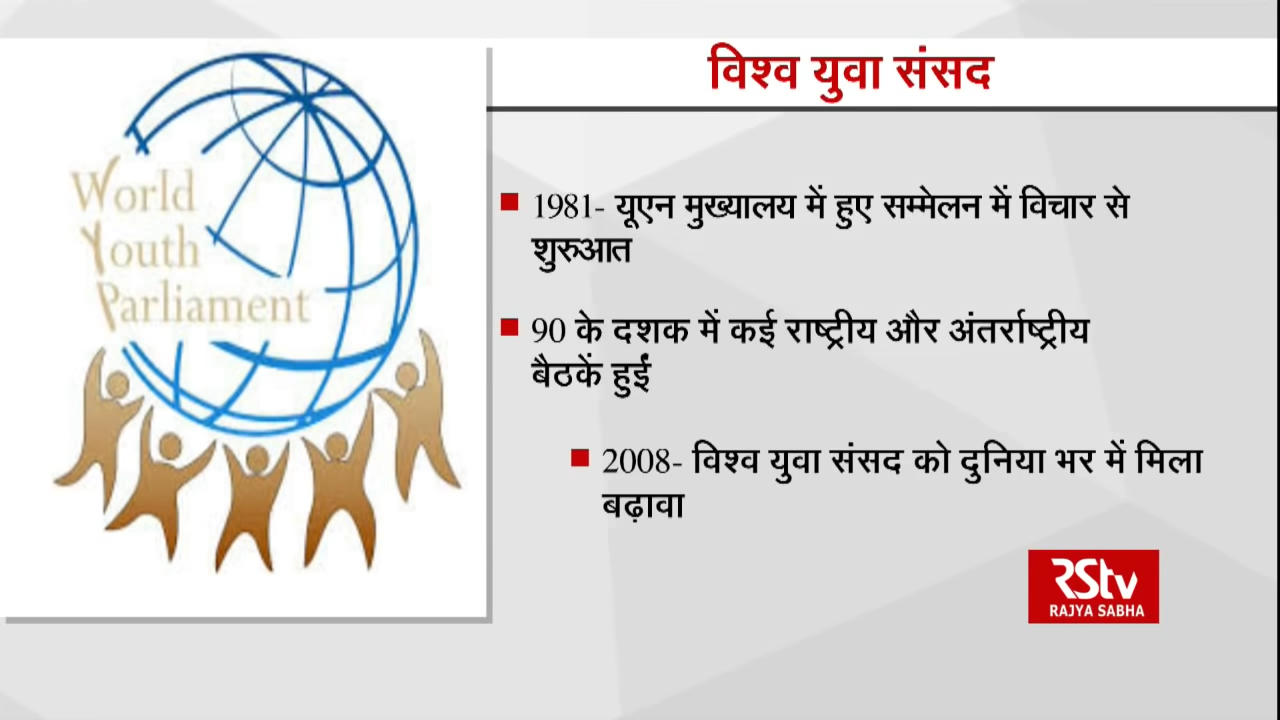 विश्व युवा संसद
World
Youth
Parliament
1981- यूएन मुख्यालय में हुए सम्मेलन में विचार से
शुरुआत
90 के दशक में कई राष्ट्रीय और अंतर्राष्ट्रीय
बैठकें हुईं
2008- विश्व युवा संसद को दुनिया भर में मिला
बढ़ावा
RStv
RAJYA SABHA